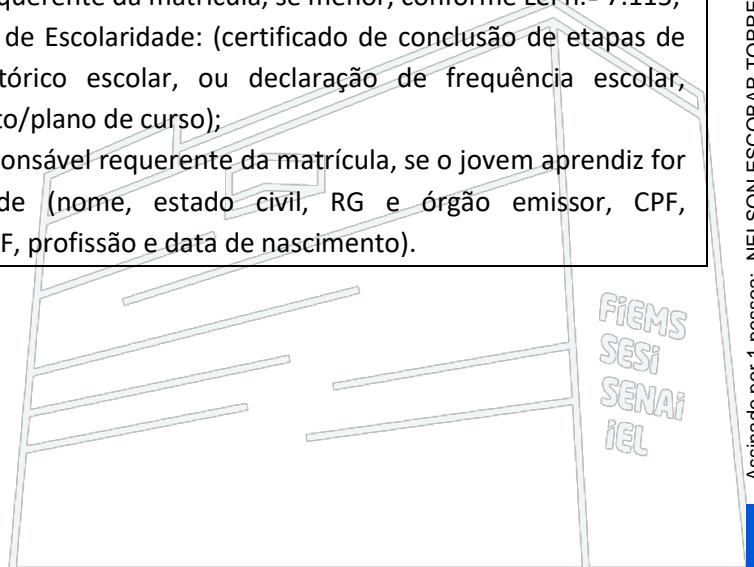 querente da matrícula, se menor, conforme Lei n.- 7.115;
de Escolaridade: (certificado de conclusão de etapas de
tórico escolar, ou declaração de frequência escolar,
to/plano de curso);
onsável requerente da matrícula, se o jovem aprendiz for
de (nome, estado civil, RG e órgão emissor, CPF,
F, profissão e data de nascimento).
FiEMS
SESi
SENAi
iEL
Assinado por 1 pessoa: NELSON ESCOBAR TORRE